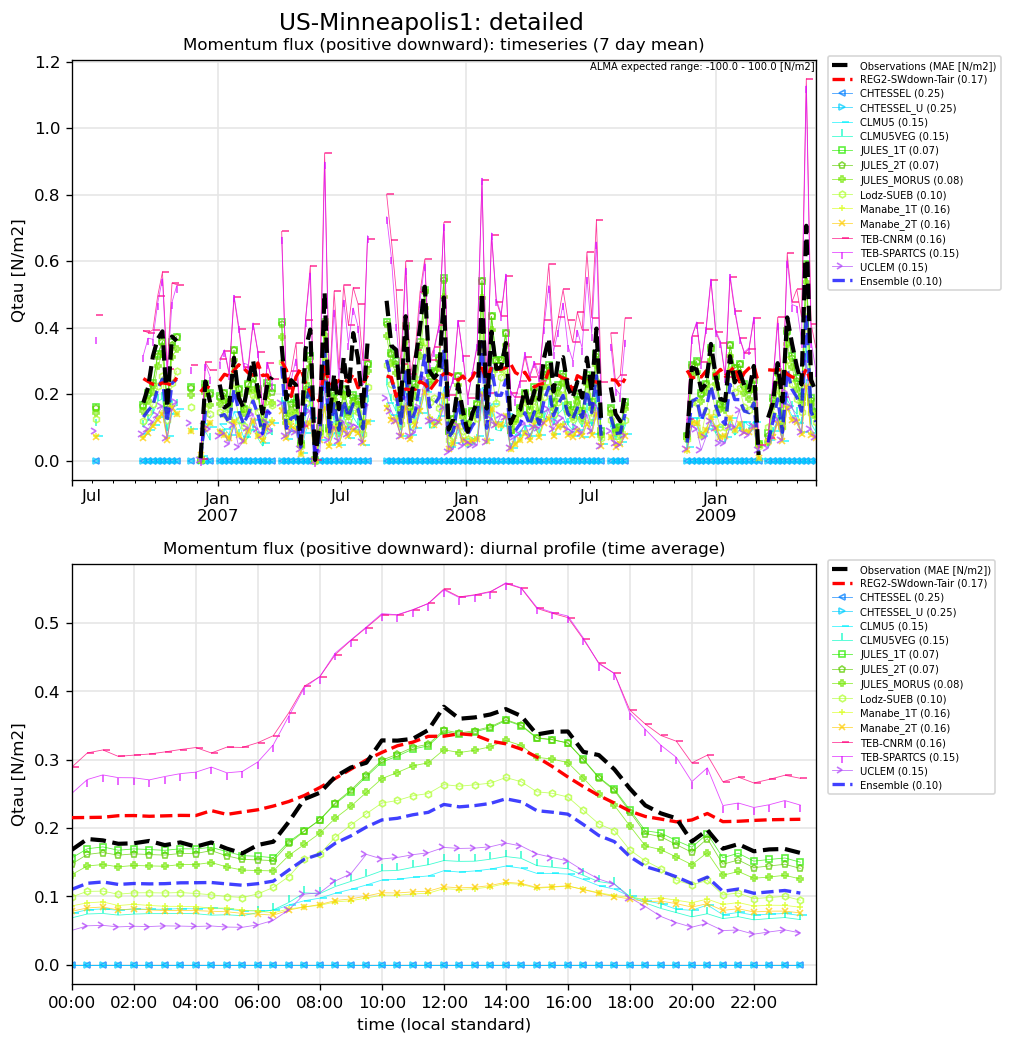 US-Minneapolis1: detailed
Momentum flux (positive downward): timeseries (7 day mean)
ALMA expected range: -100.0 - 100.0 [N/m2]
Qtau [N/m2]
1.2
1.0
0.8
0.6
0.4
0.2
0.0
Jul
Jan
2007
Jul
Jan
2008
Jul
Jan
2009
Observations (MAE [N/m2])
REG2-SWdown-Tair (0.17)
CHTESSEL (0.25)
CHTESSEL_U (0.25)
CLMU5 (0.15)
CLMU5VEG (0.15)
JULES_1T (0.07)
JULES_2T (0.07)
JULES_MORUS (0.08)
Lodz-SUEB (0.10)
Manabe_1T (0.16)
Manabe_2T (0.16)
TEB-CNRM (0.16)
TEB-SPARTCS (0.15)
UCLEM (0.15)
Ensemble (0.10)
Momentum flux (positive downward): diurnal profile (time average)
Qtau [N/m2]
0.5
0.4
0.3
0.2
0.1
0.0
00:00
02:00
04:00
06:00
08:00
10:00
12:00
14:00
16:00
18:00
20:00
22:00
time (local standard)
Observation (MAE [N/m2])
REG2-SWdown-Tair (0.17)
CHTESSEL (0.25)
CHTESSEL_U (0.25)
CLMU5 (0.15)
CLMU5VEG (0.15)
JULES_1T (0.07)
JULES_2T (0.07)
JULES_MORUS (0.08)
Lodz-SUEB (0.10)
Manabe_1T (0.16)
Manabe_2T (0.16)
TEB-CNRM (0.16)
TEB-SPARTCS (0.15)
UCLEM (0.15)
Ensemble (0.10)